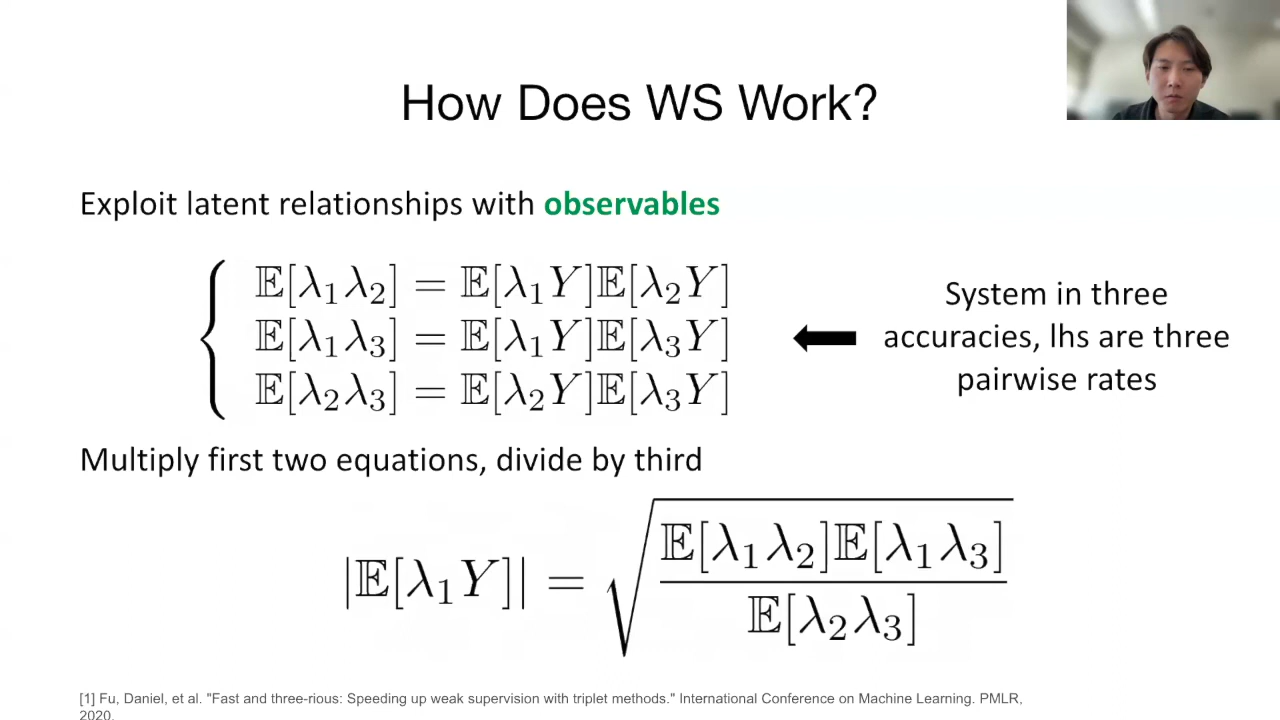 How Does WS Work?
Exploit latent relationships with observables
𝔼[λ₁λ₂] = 𝔼[λ₁Y]𝔼[λ₂Y]
𝔼[λ₁λ₃] = 𝔼[λ₁Y]𝔼[λ₃Y]
𝔼[λ₂λ₃] = 𝔼[λ₂Y]𝔼[λ₃Y]
System in three
accuracies, lhs are three
pairwise rates
Multiply first two equations, divide by third
|𝔼[λ₁Y]| = √(𝔼[λ₁λ₂]𝔼[λ₁λ₃] / 𝔼[λ₂λ₃])
[1] Fu, Daniel, et al. "Fast and three-rious: Speeding up weak supervision with triplet methods." International Conference on Machine Learning. PMLR,
2020.